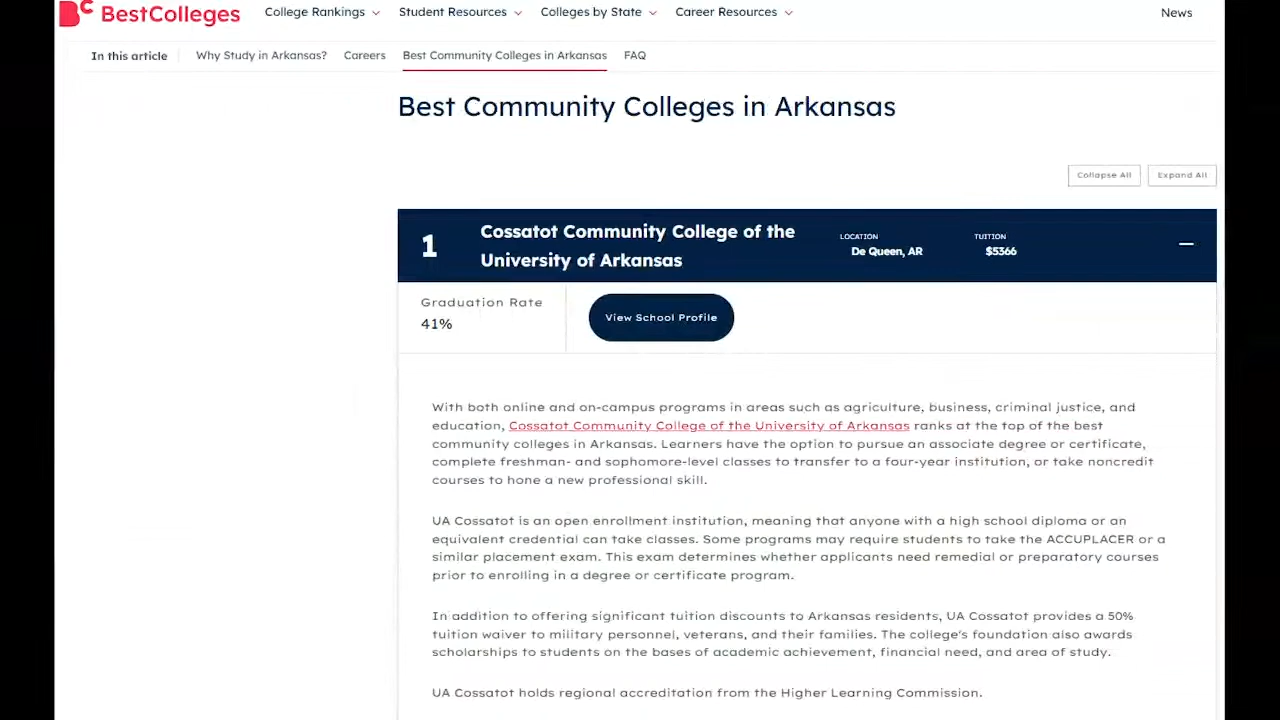 BestColleges
College Rankings
Student Resources
Colleges by State
Career Resources
News
In this article
Why Study in Arkansas?
Careers
Best Community Colleges in Arkansas
FAQ
Best Community Colleges in Arkansas
Collapse All
Expand All
1
Cossatot Community College of the
University of Arkansas
LOCATION
De Queen, AR
TUITION
$5366
Graduation Rate
41%
View School Profile
With both online and on-campus programs in areas such as agriculture, business, criminal justice, and
education, Cossatot Community College of the University of Arkansas ranks at the top of the best
community colleges in Arkansas. Learners have the option to pursue an associate degree or certificate,
complete freshman- and sophomore-level classes to transfer to a four-year institution, or take noncredit
courses to hone a new professional skill.
UA Cossatot is an open enrollment institution, meaning that anyone with a high school diploma or an
equivalent credential can take classes. Some programs may require students to take the ACCUPLACER or a
similar placement exam. This exam determines whether applicants need remedial or preparatory courses
prior to enrolling in a degree or certificate program.
In addition to offering significant tuition discounts to Arkansas residents, UA Cossatot provides a 50%
tuition waiver to military personnel, veterans, and their families. The college's foundation also awards
scholarships to students on the bases of academic achievement, financial need, and area of study.
UA Cossatot holds regional accreditation from the Higher Learning Commission.